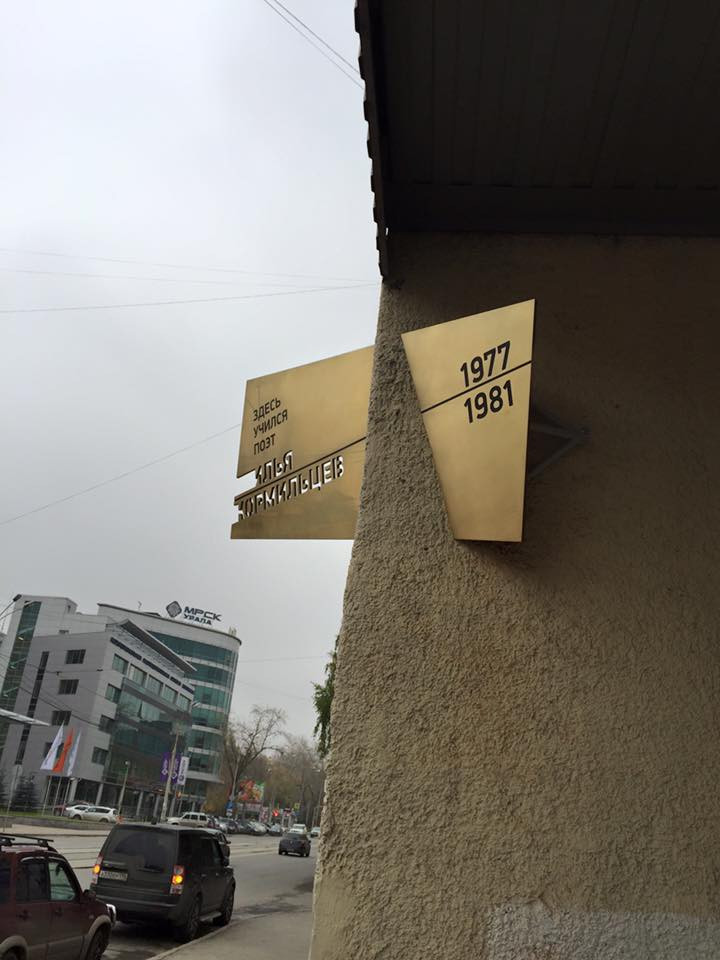 ЗДЕСЬ
УЧИЛСЯ
ПОЭТ
ИЛЬЯ
КОРМИЛЬЦЕВ
1977
1981
МРСК
УРАЛА